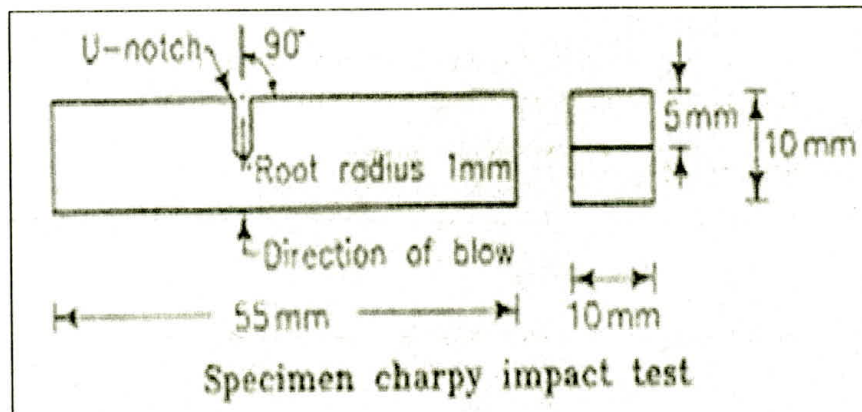 U-notch 90°
5mm
10mm
Root radius 1mm
Direction of blow
55mm 10mm
Specimen charpy impact test